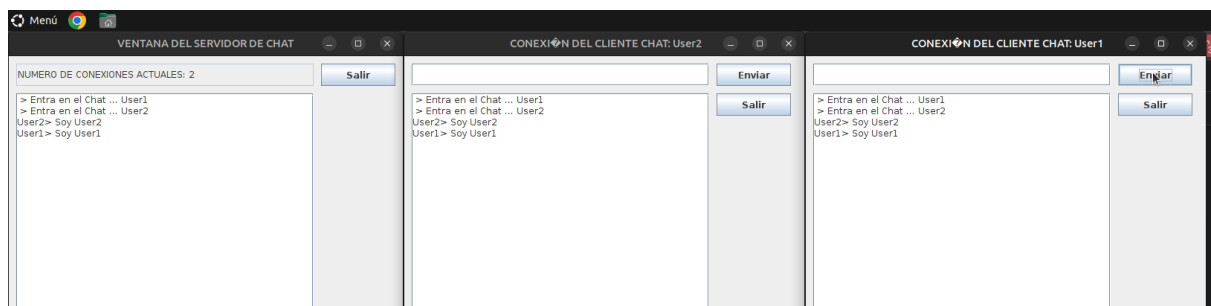 Menú
VENTANA DEL SERVIDOR DE CHAT
NUMERO DE CONEXIONES ACTUALES: 2
Salir
> Entra en el Chat ... User1
> Entra en el Chat ... User2
User2> Soy User2
User1> Soy User1
CONEXI�N DEL CLIENTE CHAT: User2
Enviar
> Entra en el Chat ... User1
> Entra en el Chat ... User2
User2> Soy User2
User1> Soy User1
Salir
CONEXI�N DEL CLIENTE CHAT: User1
Enviar
> Entra en el Chat ... User1
> Entra en el Chat ... User2
User2> Soy User2
User1> Soy User1
Salir